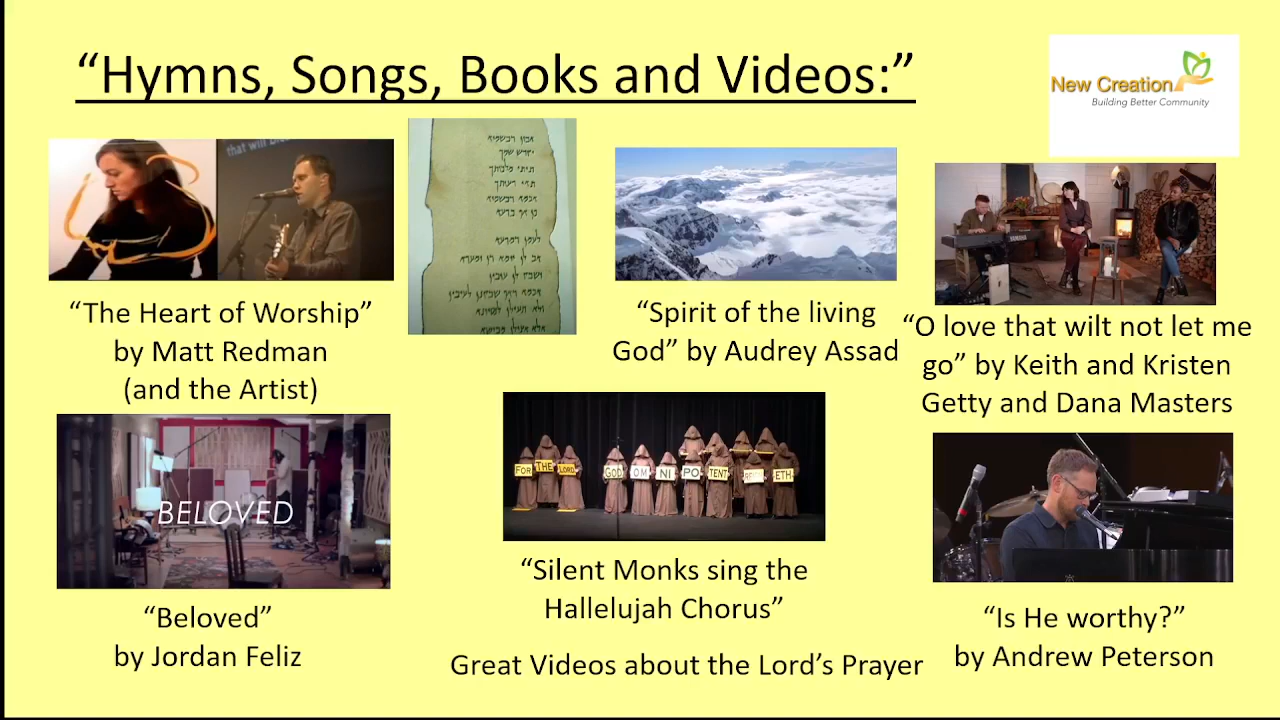 “Hymns, Songs, Books and Videos:”
New Creation
Building Better Community
that will
“The Heart of Worship”
by Matt Redman
(and the Artist)
“Spirit of the living
God” by Audrey Assad
“O love that wilt not let me
go” by Keith and Kristen
Getty and Dana Masters
YAMAHA
BELOVED
“Beloved”
by Jordan Feliz
FOR THE LORD GOD OM NI PO TENT ETH
“Silent Monks sing the
Hallelujah Chorus”
Great Videos about the Lord’s Prayer
“Is He worthy?”
by Andrew Peterson